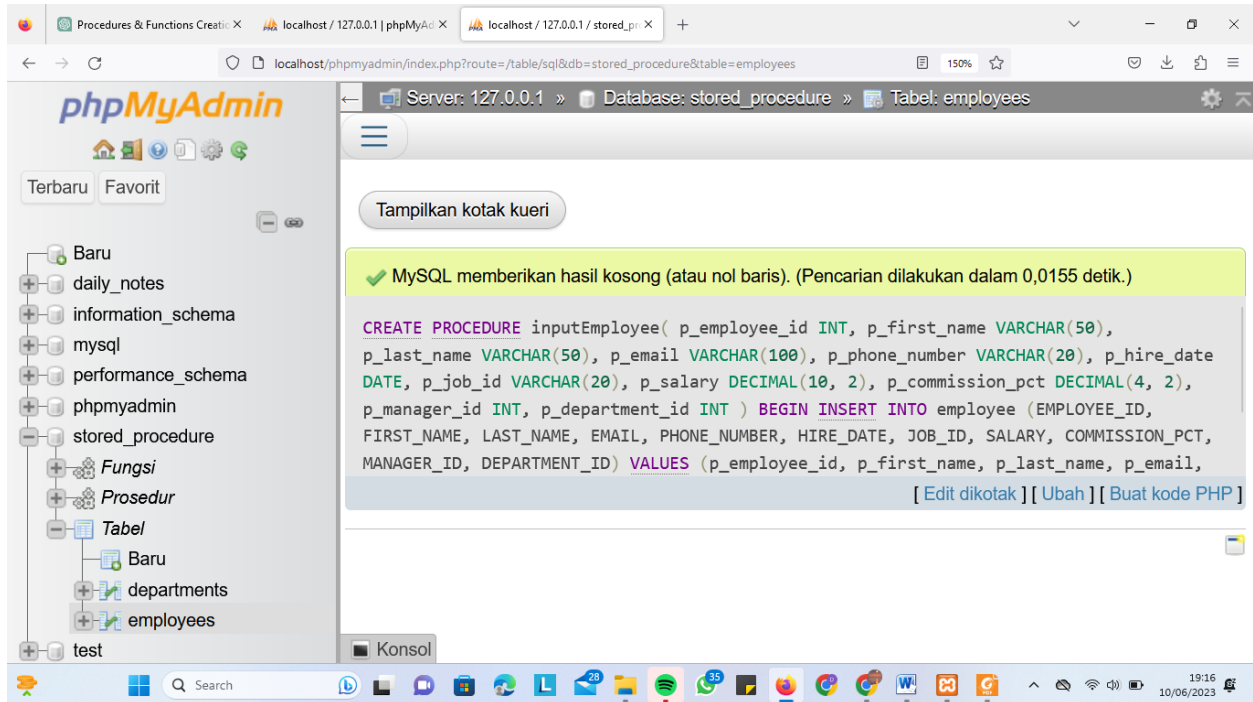 Procedures & Functions Creatio
localhost / 127.0.0.1 | phpMyAd
localhost / 127.0.0.1 / stored_pro
localhost/phpmyadmin/index.php?route=/table/sql&db=stored_procedure&table=employees
150%
phpMyAdmin
Server: 127.0.0.1 » Database: stored_procedure » Tabel: employees
Terbaru Favorit
Tampilkan kotak kueri
Baru
daily_notes
information_schema
mysql
performance_schema
phpmyadmin
stored_procedure
Fungsi
Prosedur
Tabel
Baru
departments
employees
test
MySQL memberikan hasil kosong (atau nol baris). (Pencarian dilakukan dalam 0,0155 detik.)
CREATE PROCEDURE inputEmployee( p_employee_id INT, p_first_name VARCHAR(50),
p_last_name VARCHAR(50), p_email VARCHAR(100), p_phone_number VARCHAR(20), p_hire_date
DATE, p_job_id VARCHAR(20), p_salary DECIMAL(10, 2), p_commission_pct DECIMAL(4, 2),
p_manager_id INT, p_department_id INT ) BEGIN INSERT INTO employee (EMPLOYEE_ID,
FIRST_NAME, LAST_NAME, EMAIL, PHONE_NUMBER, HIRE_DATE, JOB_ID, SALARY, COMMISSION_PCT,
MANAGER_ID, DEPARTMENT_ID) VALUES (p_employee_id, p_first_name, p_last_name, p_email,
[ Edit dikotak ] [ Ubah ] [ Buat kode PHP ]
Konsol
Search
28
35
19:16
10/06/2023